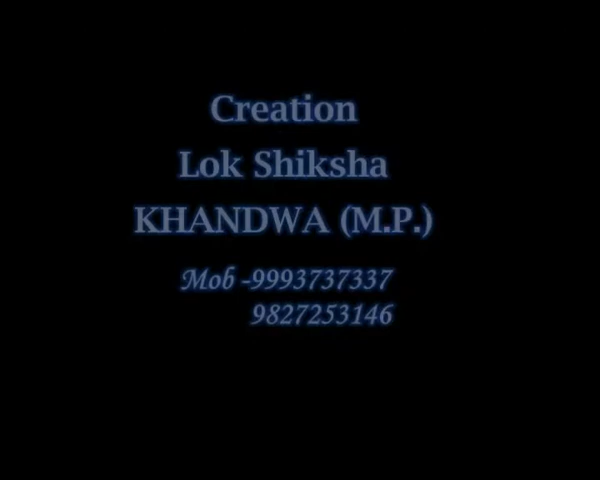 Creation
Lok Shiksha
KHANDWA (M.P.)
Mob -9993737337
9827253146